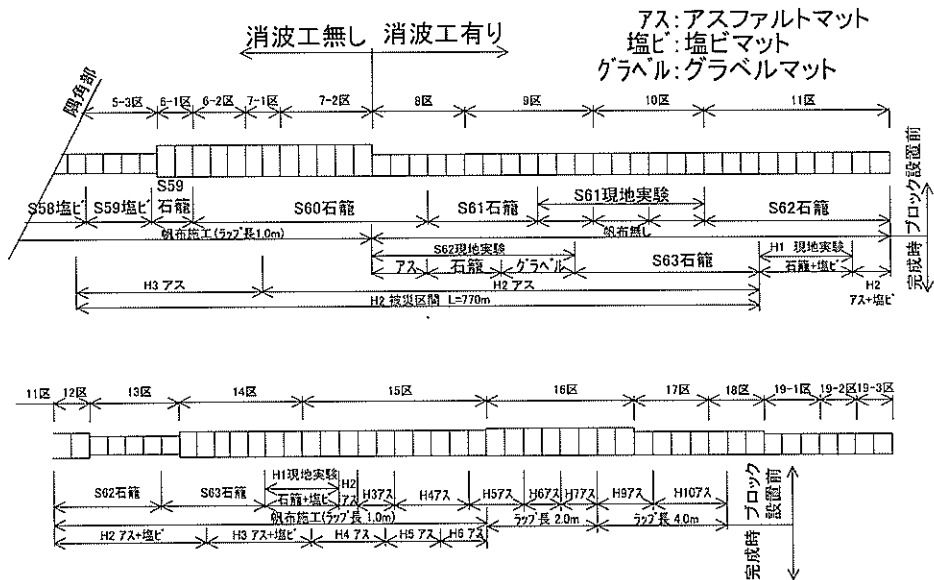 消波工無し 消波工有り
アス:アスファルトマット
塩ビ:塩ビマット
グラベル:グラベルマット
隅角部
5-3区 6-1区 6-2区 7-1区 7-2区 8区 9区 10区 11区
S58塩ビ S59塩ビ S59石籠 S60石籠 S61石籠 S61現地実験 S62石籠
ブロック設置前
帆布施工(ラップ長1.0m) 帆布無し
S62現地実験
アス 石籠 グラベル S63石籠 H1 現地実験 石籠+塩ビ
完成時
H3 アス H2 アス H2 アス+塩ビ
H2 被災区間 L=770m
11区 12区 13区 14区 15区 16区 17区 18区 19-1区 19-2区 19-3区
S62石籠 S63石籠 H1現地実験 石籠+塩ビ H2 アス H3アス H4アス H5アス H6アス H7アス H9アス H10アス
ブロック設置前
帆布施工(ラップ長 1.0m) ラップ長 2.0m ラップ長 4.0m
H2 アス+塩ビ H3 アス+塩ビ H4 アス H5 アス H6 アス
完成時